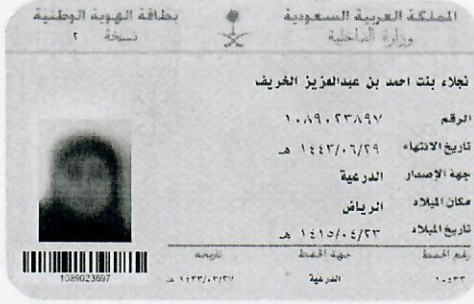 المملكة العربية السعودية
وزارة الداخلية
بطاقة الهوية الوطنية
نسخة ٢
نجلاء بنت احمد بن عبدالعزيز الخريف
الرقم ١٠٨٩٠٢٣٨٩٧
تاريخ الانتهاء ١٤٤٣/٠٦/٢٩ هـ
جهة الإصدار الدرعية
مكان الميلاد الرياض
تاريخ الميلاد ١٤١٥/٠٤/٢٣ هـ
رقم الحفظ جهة الحفظ تاريخه
١٠٤٣٣ الدرعية
1089023897